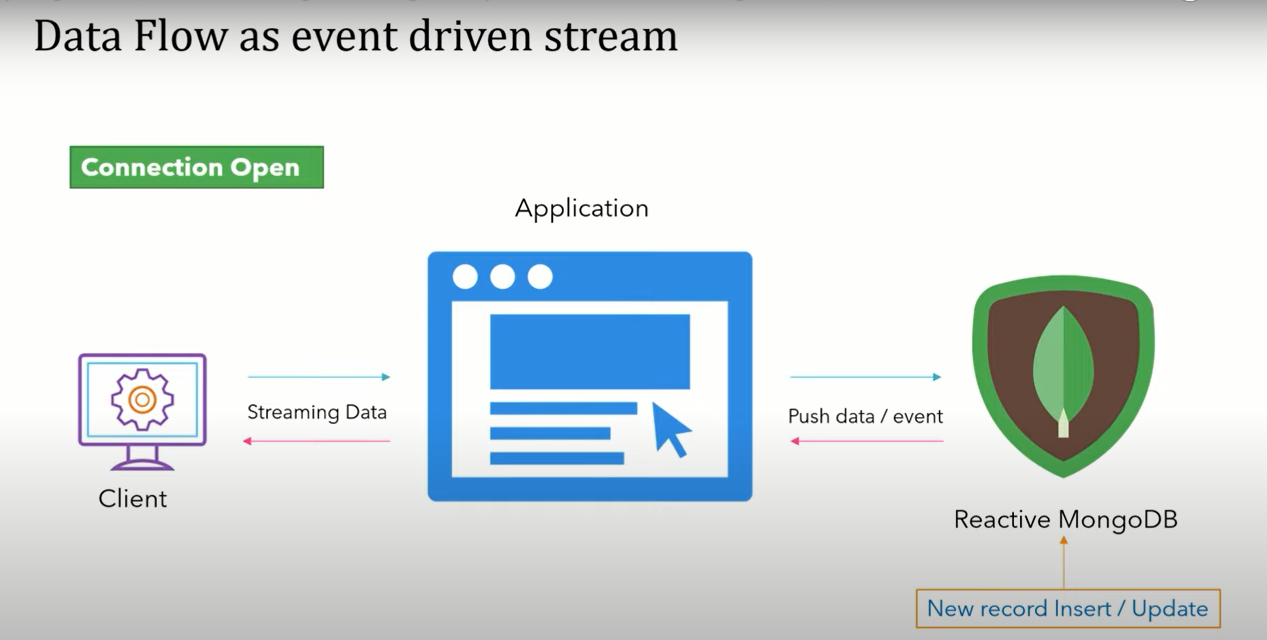 Data Flow as event driven stream
Connection Open
Application
Streaming Data
Push data / event
Client
Reactive MongoDB
New record Insert / Update